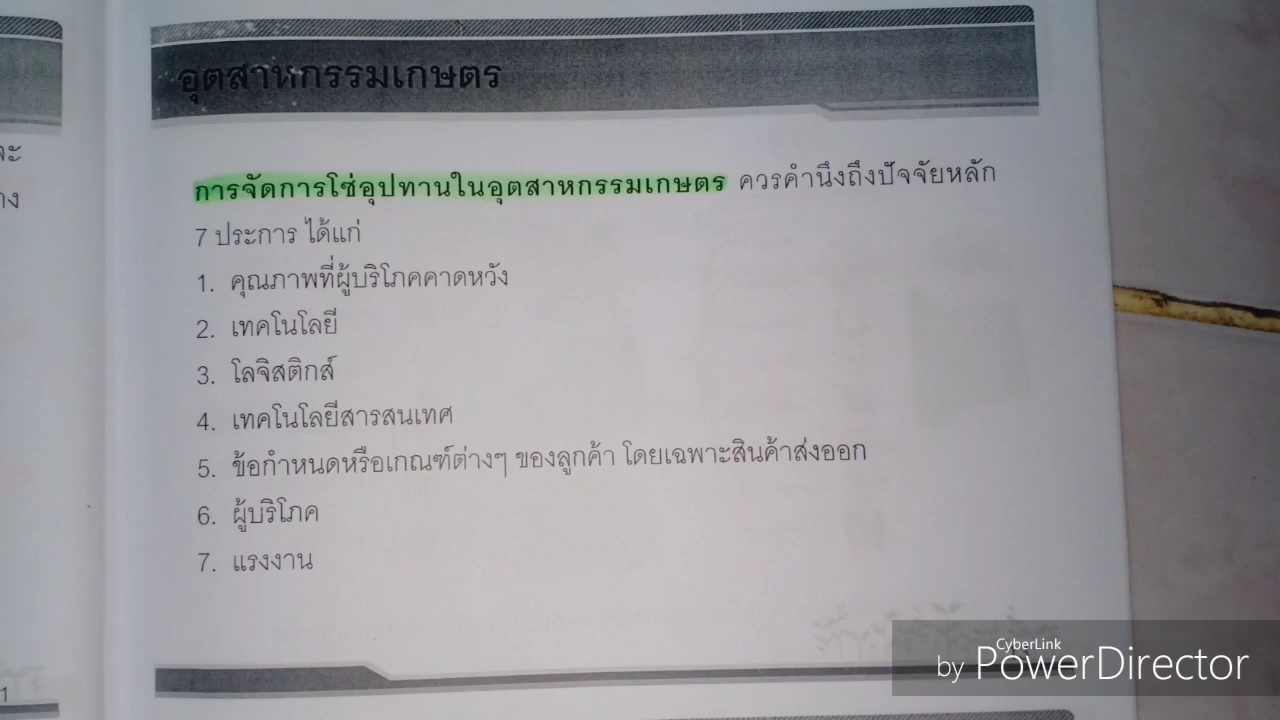 อุตสาหกรรมเกษตร
การจัดการโซ่อุปทานในอุตสาหกรรมเกษตร ควรคำนึงถึงปัจจัยหลัก
7 ประการ ได้แก่
1. คุณภาพที่ผู้บริโภคคาดหวัง
2. เทคโนโลยี
3. โลจิสติกส์
4. เทคโนโลยีสารสนเทศ
5. ข้อกำหนดหรือเกณฑ์ต่างๆ ของลูกค้า โดยเฉพาะสินค้าส่งออก
6. ผู้บริโภค
7. แรงงาน
CyberLink
by PowerDirector